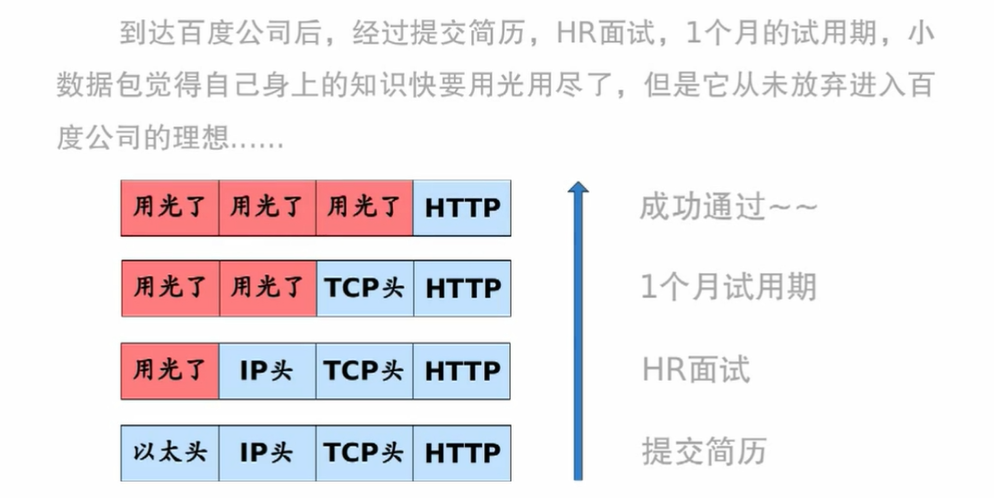 到达百度公司后，经过提交简历，HR面试，1个月的试用期，小
数据包觉得自己身上的知识快要用光用尽了，但是它从未放弃进入百
度公司的理想......
用光了 用光了 用光了 HTTP 成功通过~~
用光了 用光了 TCP头 HTTP 1个月试用期
用光了 IP头 TCP头 HTTP HR面试
以太头 IP头 TCP头 HTTP 提交简历